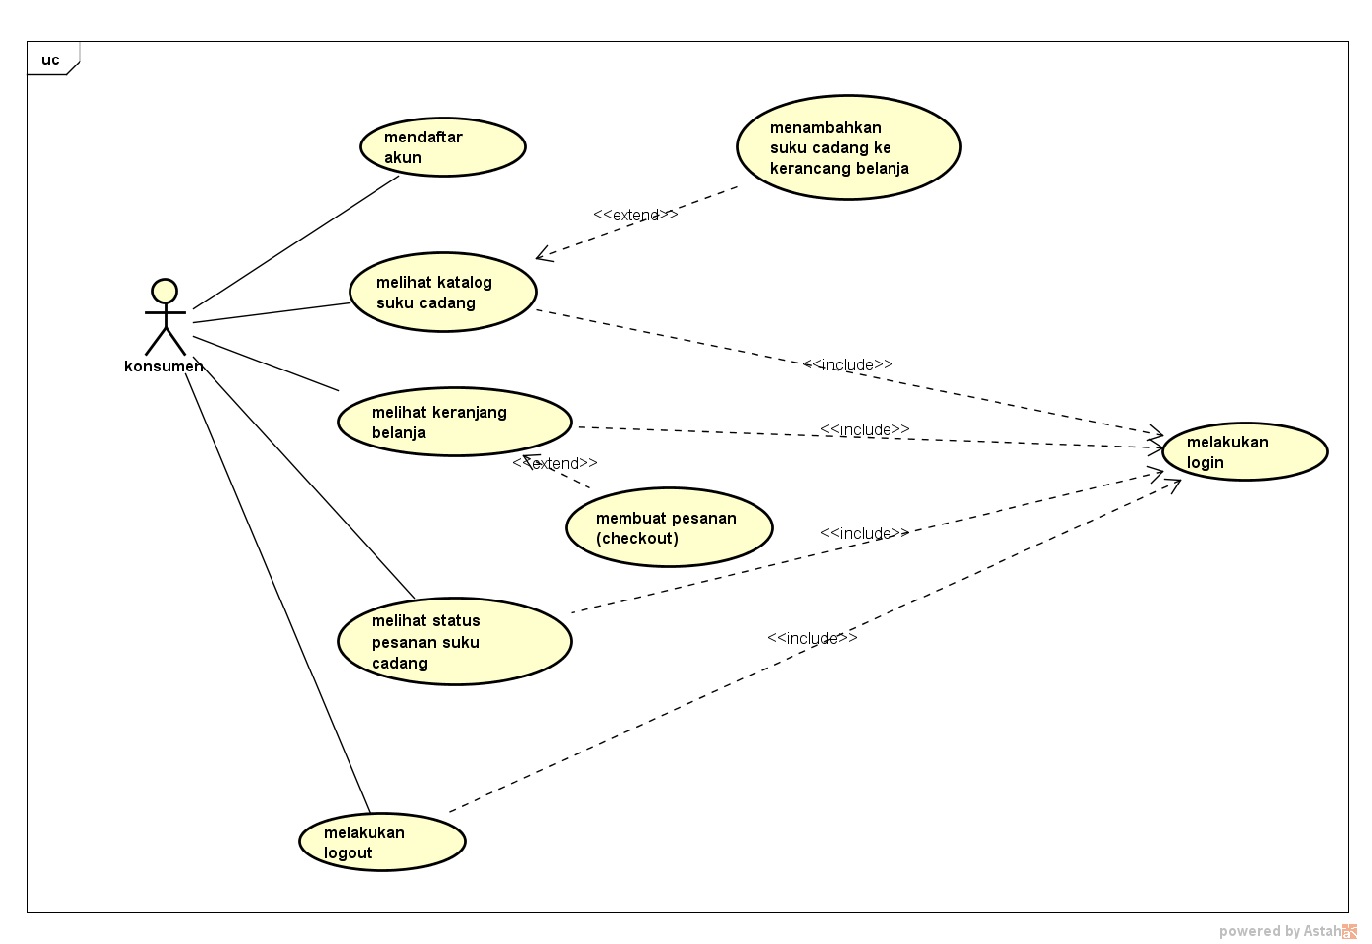 uc
mendaftar
akun
menambahkan
suku cadang ke
kerancang belanja
<<extend>>
melihat katalog
suku cadang
konsumen
<<include>>
melihat keranjang
belanja
<<include>>
melakukan
login
<<extend>>
membuat pesanan
(checkout)
<<include>>
melihat status
pesanan suku
cadang
<<include>>
melakukan
logout
powered by Astah